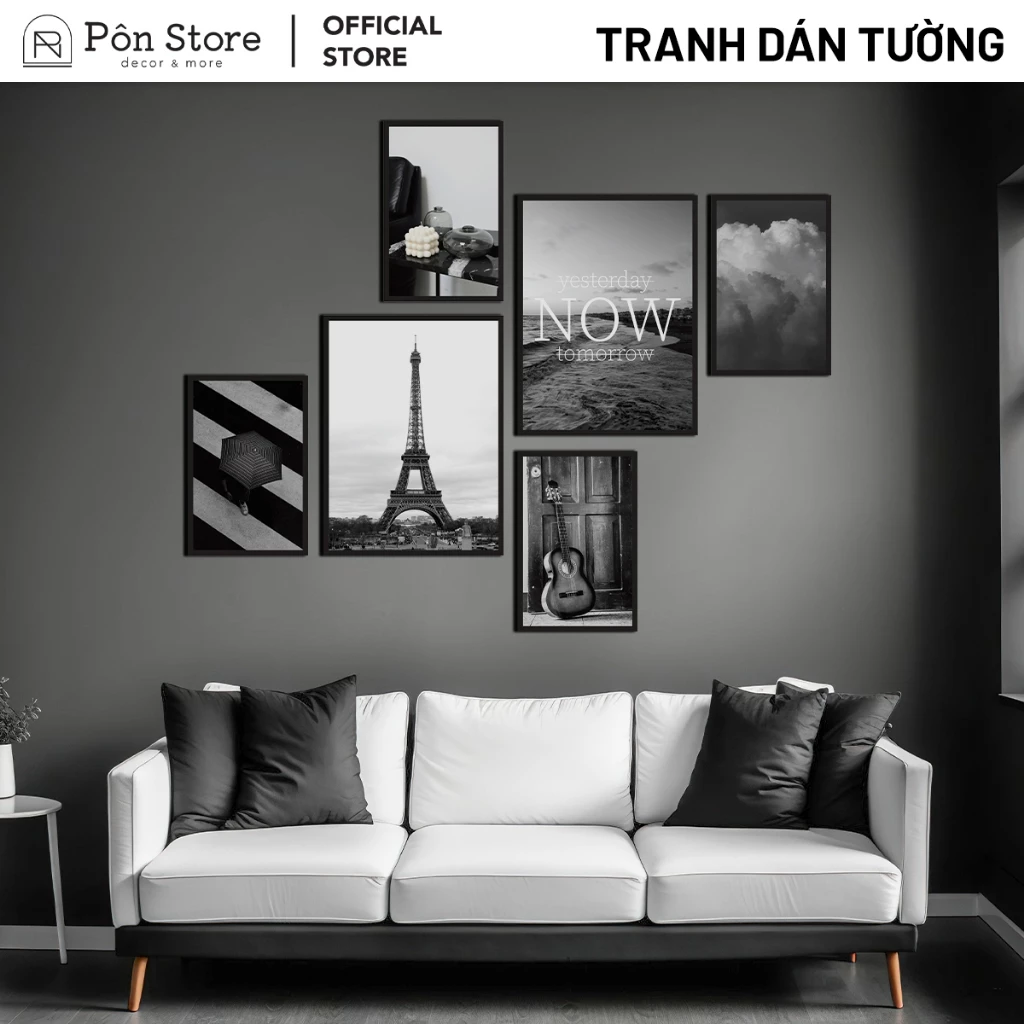 Pôn Store
decor & more
OFFICIAL
STORE
TRANH DÁN TƯỜNG
yesterday
NOW
tomorrow